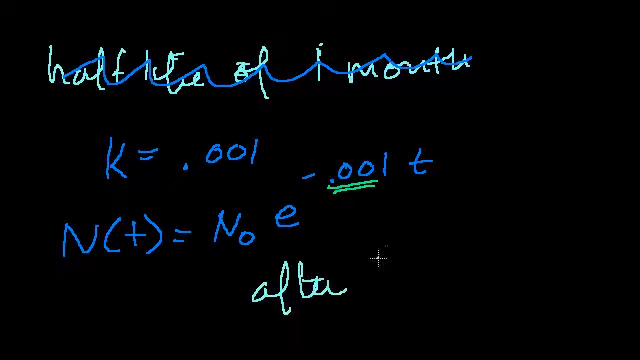 half life of 1 month
K = .001
N(t) = N₀ e^{-.001 t}
after